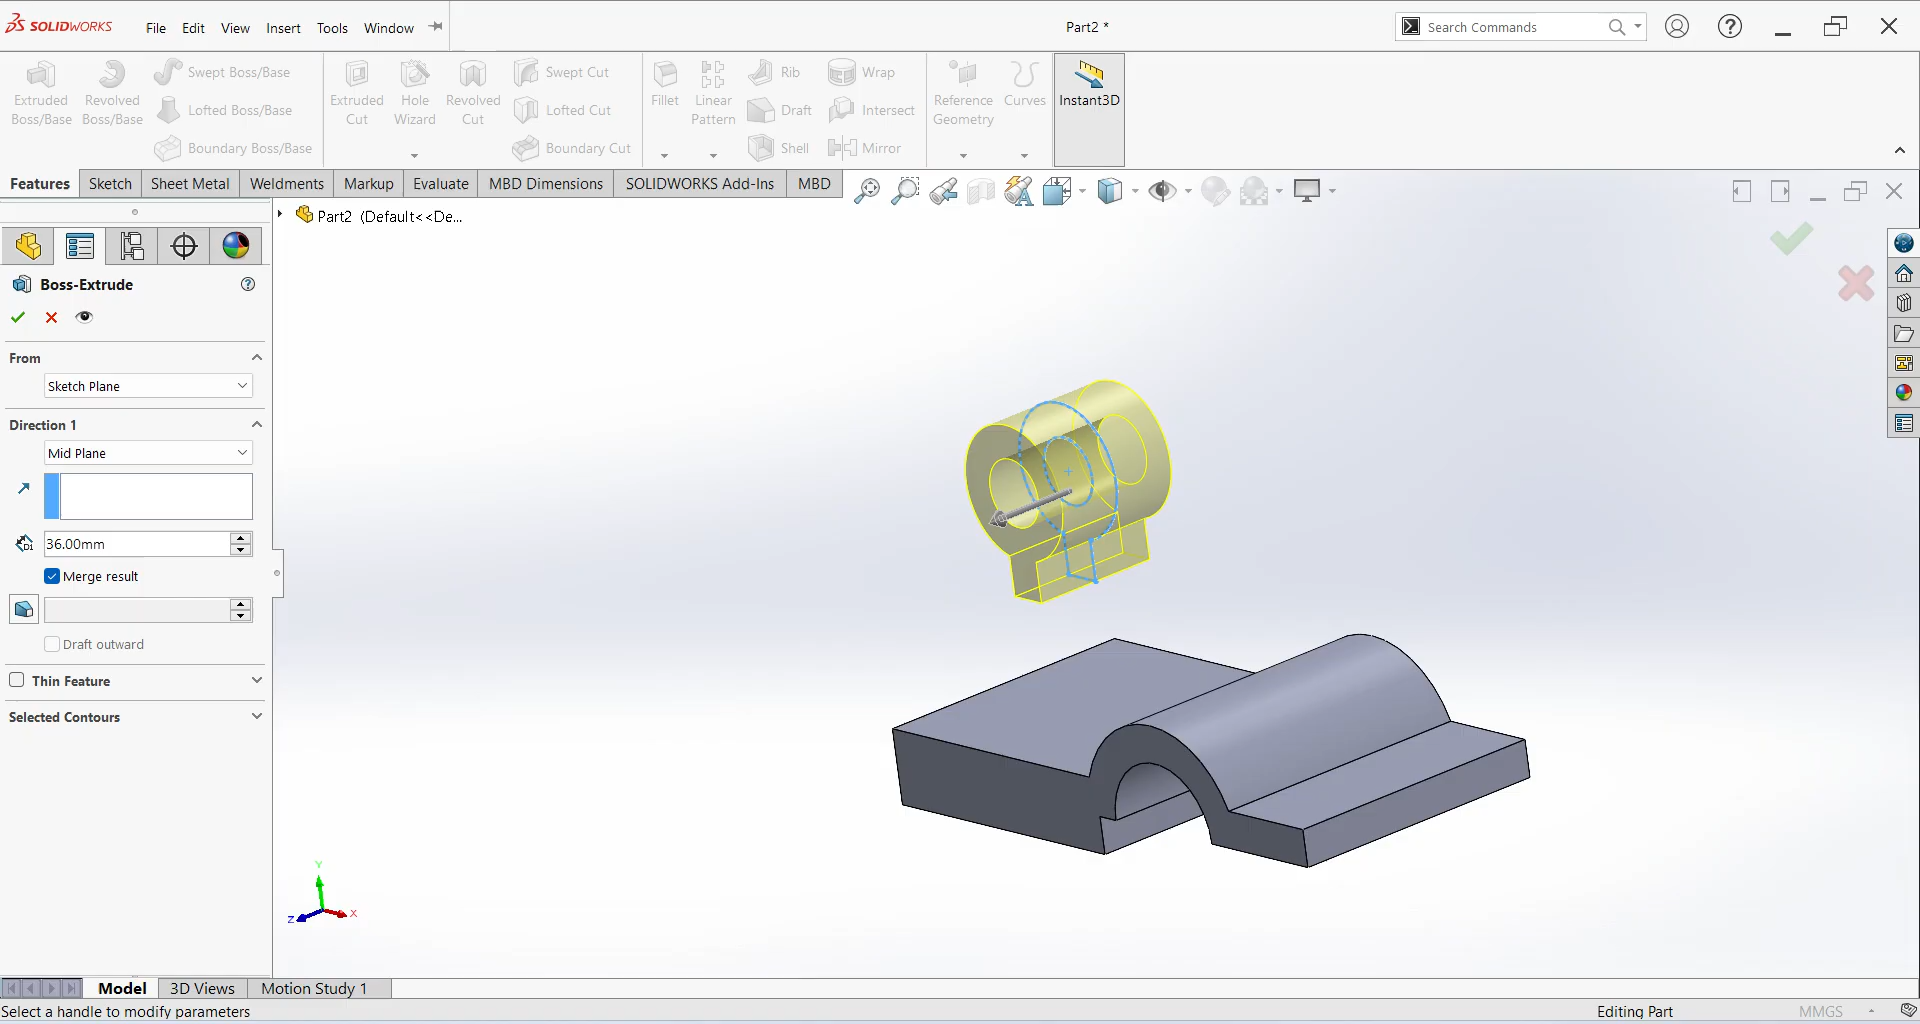 SOLIDWORKS File Edit View Insert Tools Window Part2 * Search Commands
Extruded Boss/Base
Revolved Boss/Base
Swept Boss/Base
Lofted Boss/Base
Boundary Boss/Base
Extruded Cut
Hole Wizard
Revolved Cut
Swept Cut
Lofted Cut
Boundary Cut
Fillet
Linear Pattern
Rib
Draft
Shell
Wrap
Intersect
Mirror
Reference Geometry
Curves
Instant3D
Features Sketch Sheet Metal Weldments Markup Evaluate MBD Dimensions SOLIDWORKS Add-Ins MBD
Part2 (Default<<De...
Boss-Extrude
From
Sketch Plane
Direction 1
Mid Plane
D1 36.00mm
Merge result
Draft outward
Thin Feature
Selected Contours
Y
Z
X
Model 3D Views Motion Study 1
Select a handle to modify parameters Editing Part MMGS